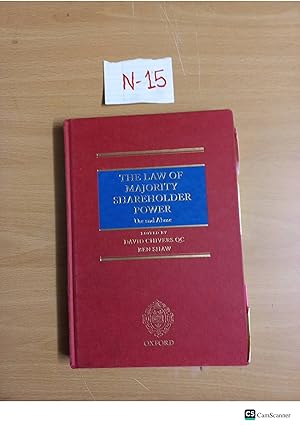 N-15
THE LAW OF
MAJORITY
SHAREHOLDER
POWER
Use and Abuse
EDITED BY
DAVID CHIVERS QC
BEN SHAW
OXFORD
CS CamScanner